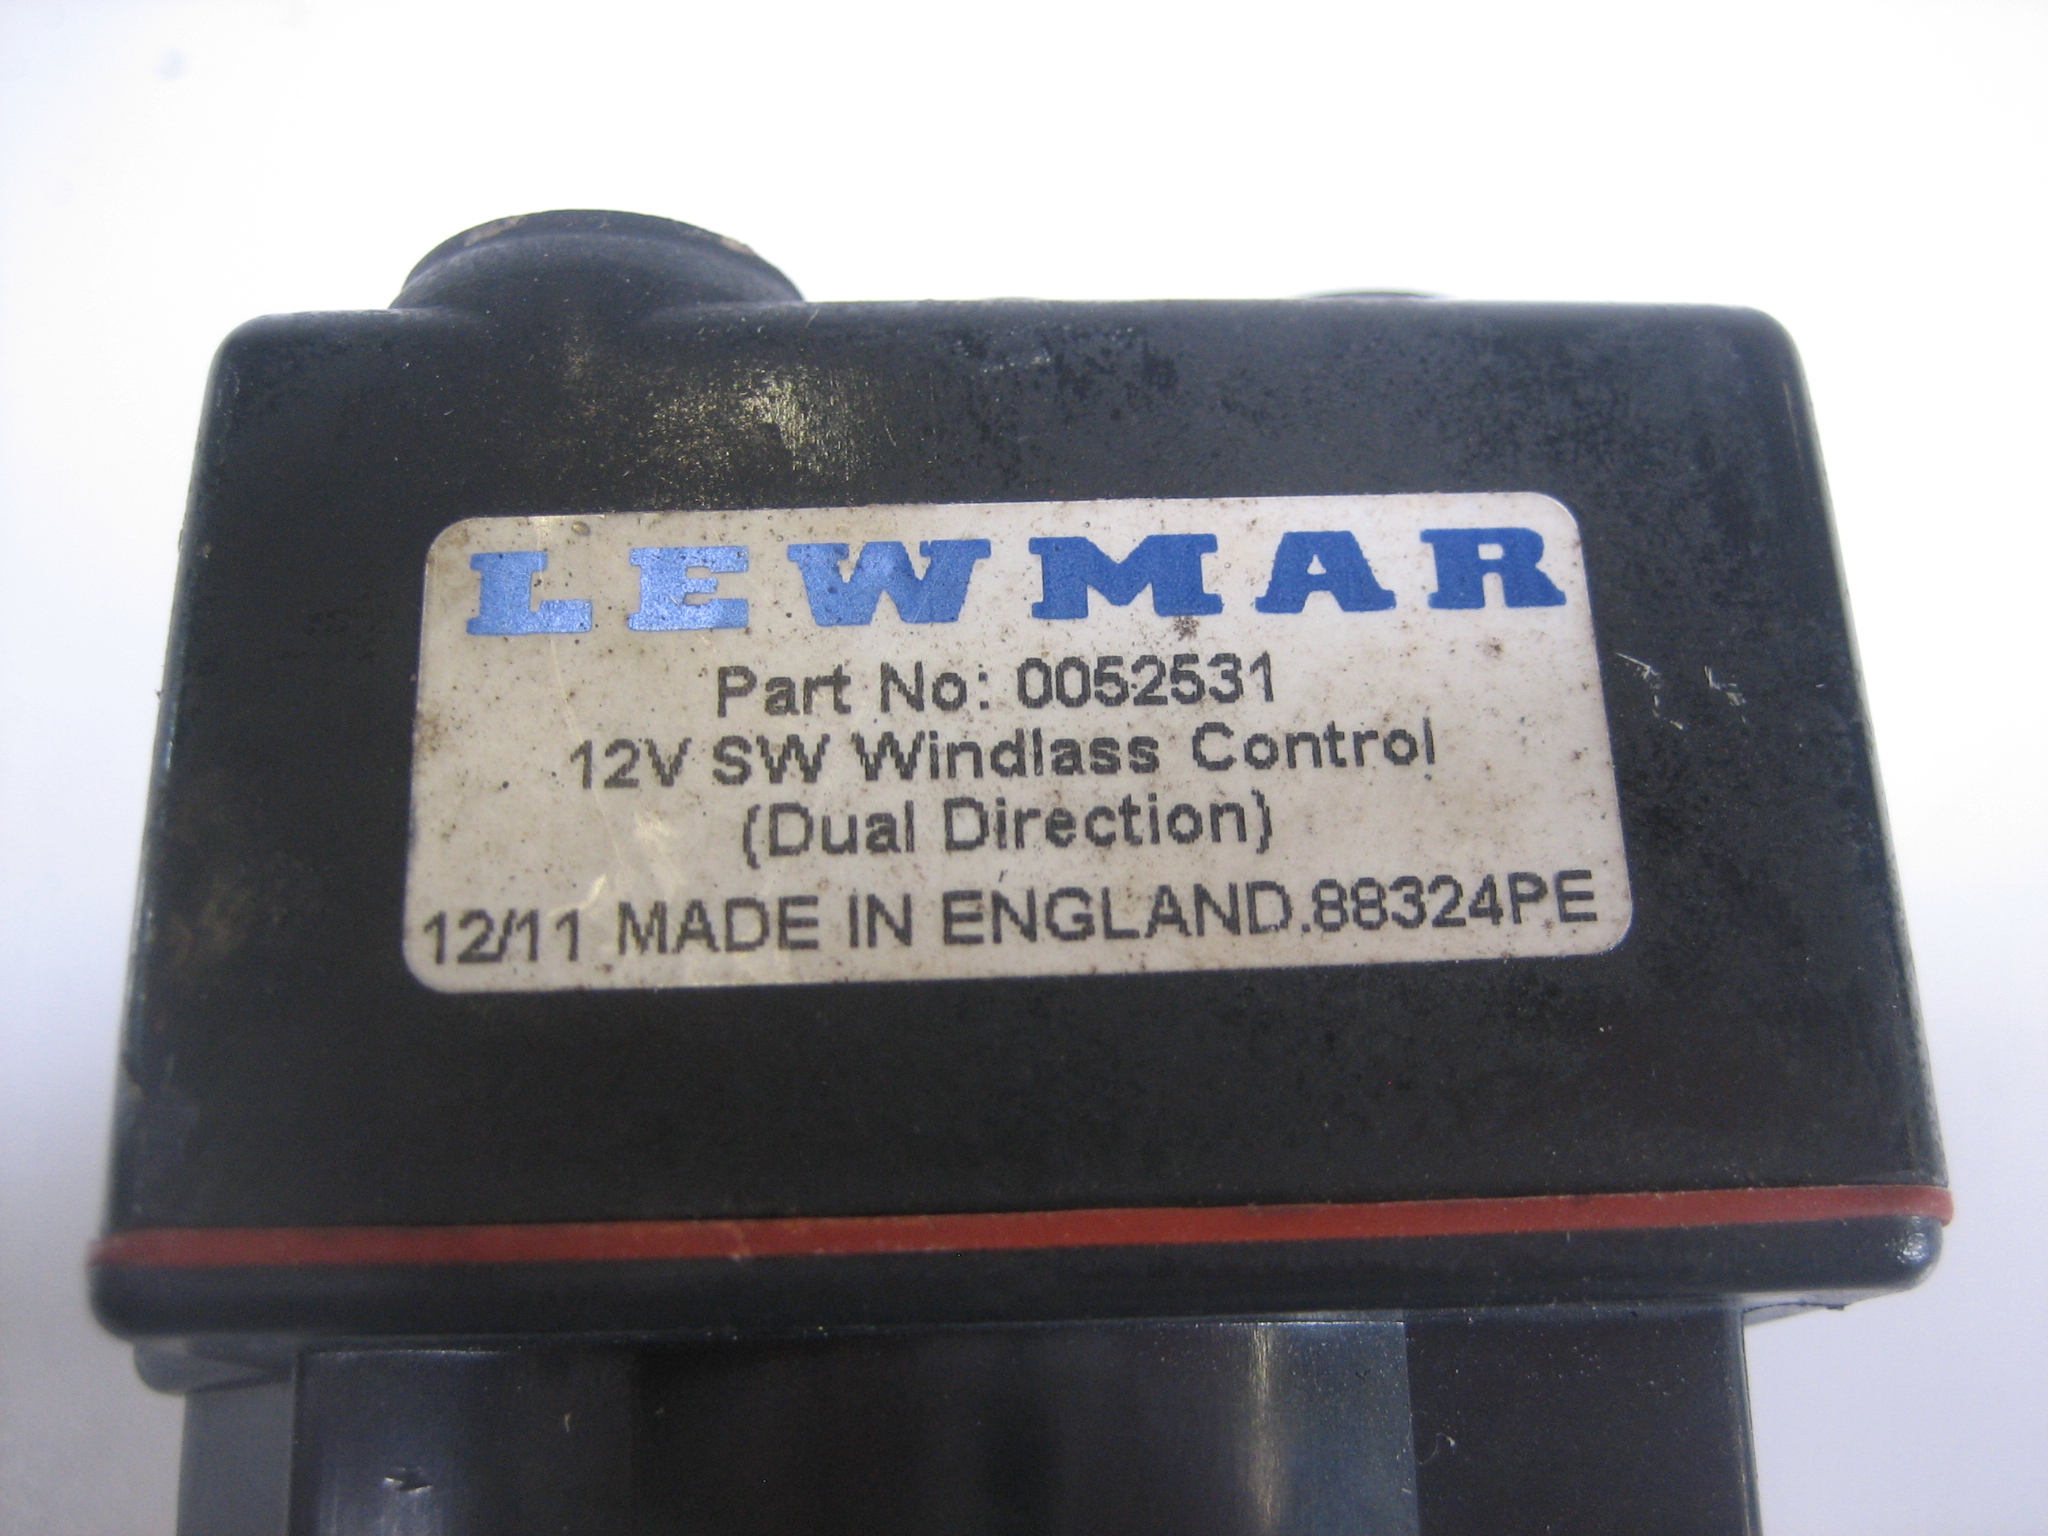 LEWMAR
Part No: 0052531
12V SW Windlass Control
(Dual Direction)
12/11 MADE IN ENGLAND.88324PE